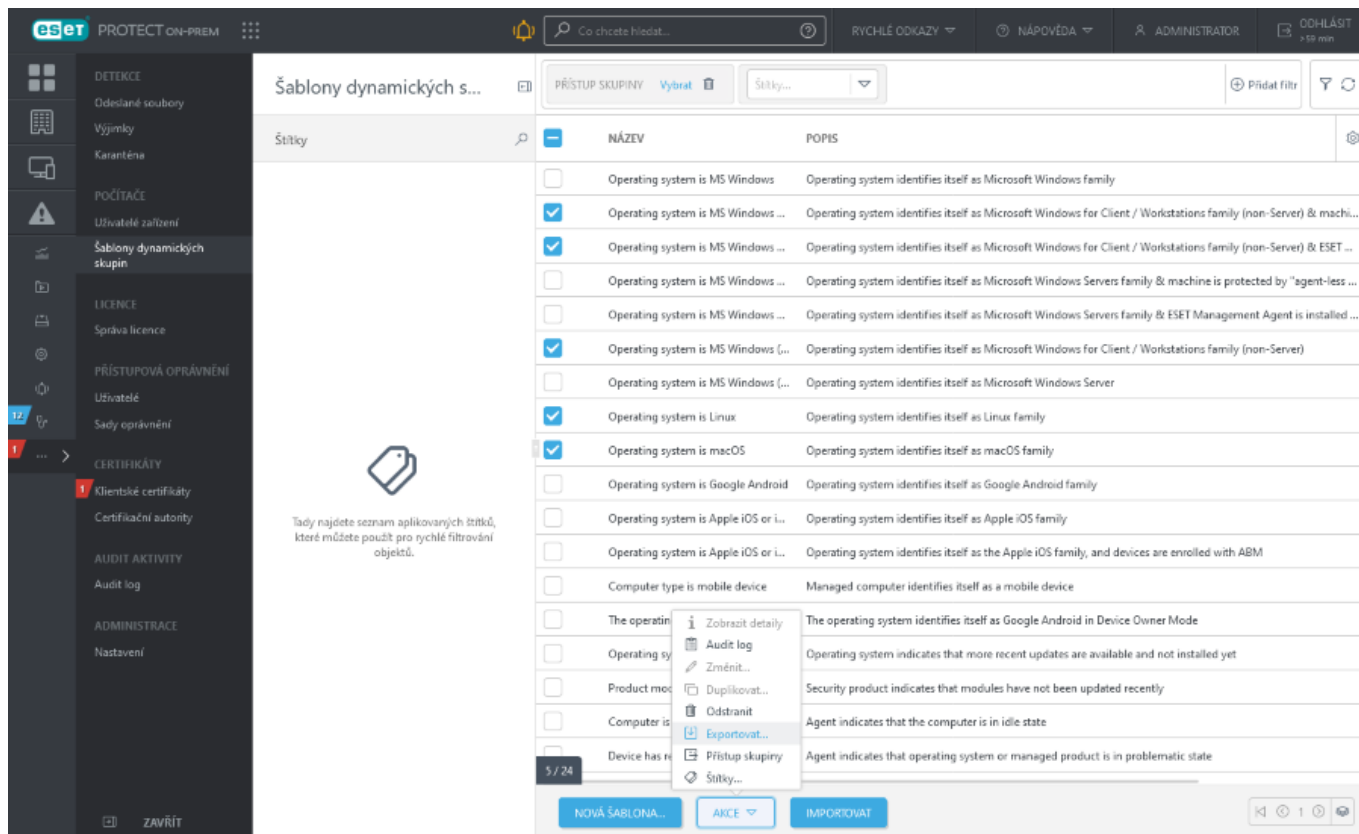 eset PROTECT ON-PREM
Co chcete hledat...
RYCHLÉ ODKAZY
NÁPOVĚDA
ADMINISTRATOR
ODHLÁSIT
>59 min
DETEKCE
Odeslané soubory
Výjimky
Karanténa
POČÍTAČE
Uživatelé zařízení
Šablony dynamických
skupin
LICENCE
Správa licence
PŘÍSTUPOVÁ OPRÁVNĚNÍ
Uživatelé
Sady oprávnění
12
1
CERTIFIKÁTY
1
Klientské certifikáty
Certifikační autority
AUDIT AKTIVITY
Audit log
ADMINISTRACE
Nastavení
ZAVŘÍT
Šablony dynamických s...
Štítky
Tady najdete seznam aplikovaných štítků,
které můžete použít pro rychlé filtrování
objektů.
PŘÍSTUP SKUPINY Vybrat
Štítky...
Přidat filtr
NÁZEV POPIS
Operating system is MS Windows Operating system identifies itself as Microsoft Windows family
Operating system is MS Windows ... Operating system identifies itself as Microsoft Windows for Client / Workstations family (non-Server) & machi...
Operating system is MS Windows ... Operating system identifies itself as Microsoft Windows for Client / Workstations family (non-Server) & ESET ...
Operating system is MS Windows ... Operating system identifies itself as Microsoft Windows Servers family & machine is protected by "agent-less ...
Operating system is MS Windows ... Operating system identifies itself as Microsoft Windows Servers family & ESET Management Agent is installed ...
Operating system is MS Windows (... Operating system identifies itself as Microsoft Windows for Client / Workstations family (non-Server)
Operating system is MS Windows (... Operating system identifies itself as Microsoft Windows Server
Operating system is Linux Operating system identifies itself as Linux family
Operating system is macOS Operating system identifies itself as macOS family
Operating system is Google Android Operating system identifies itself as Google Android family
Operating system is Apple iOS or i... Operating system identifies itself as Apple iOS family
Operating system is Apple iOS or i... Operating system identifies itself as the Apple iOS family, and devices are enrolled with ABM
Computer type is mobile device Managed computer identifies itself as a mobile device
The operatin The operating system identifies itself as Google Android in Device Owner Mode
Operating sy Operating system indicates that more recent updates are available and not installed yet
Product mod Security product indicates that modules have not been updated recently
Computer is Agent indicates that the computer is in idle state
Device has re Agent indicates that operating system or managed product is in problematic state
Zobrazit detaily
Audit log
Změnit...
Duplikovat...
Odstranit
Exportovat...
Přístup skupiny
Štítky...
5 / 24
NOVÁ ŠABLONA...
AKCE
IMPORTOVAT
1